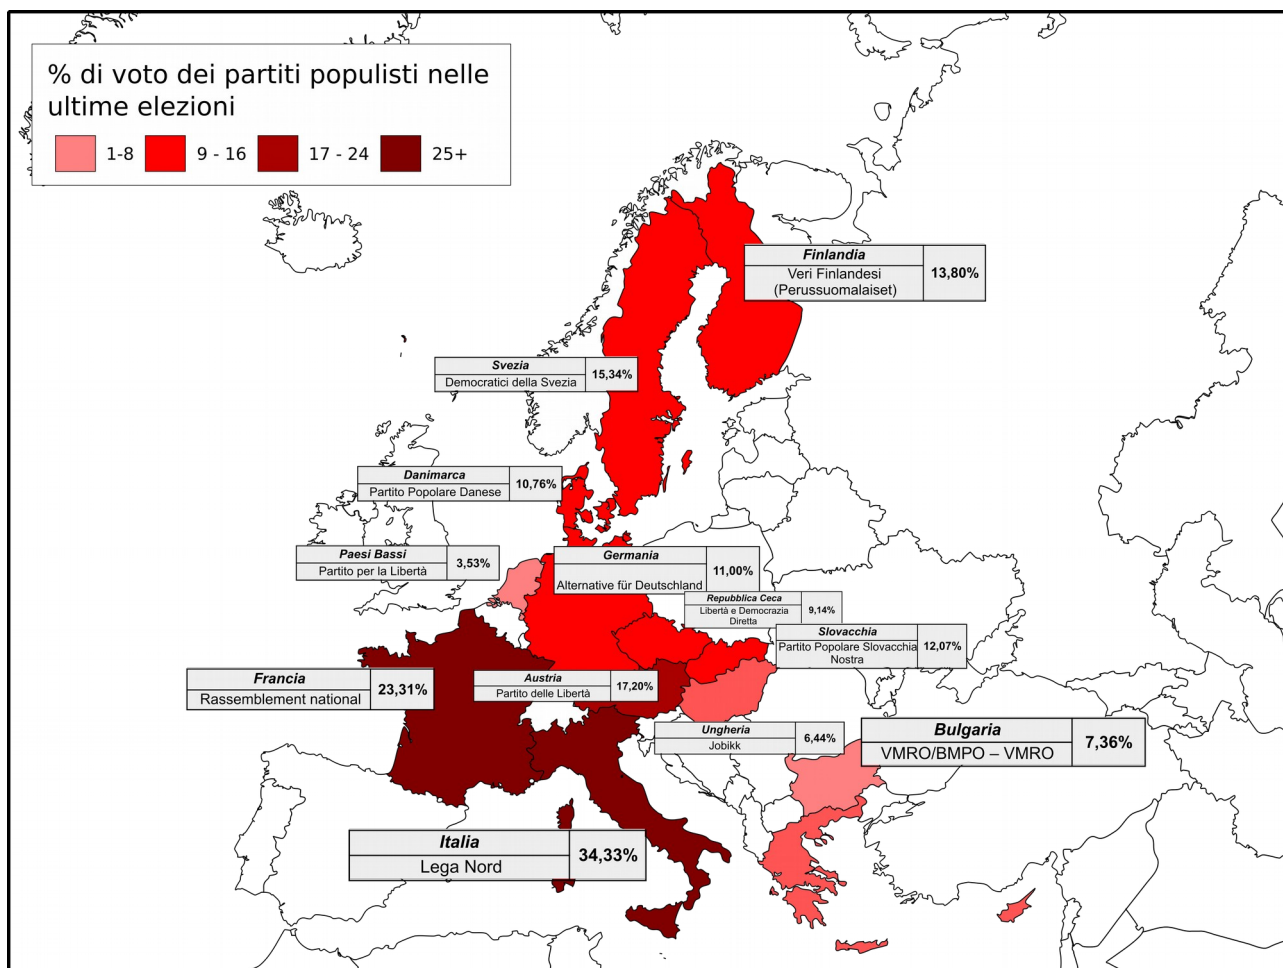 % di voto dei partiti populisti nelle
ultime elezioni
1-8
9 - 16
17 - 24
25+
Finlandia
Veri Finlandesi
(Perussuomalaiset)
13,80%
Svezia
Democratici della Svezia
15,34%
Danimarca
Partito Popolare Danese
10,76%
Paesi Bassi
Partito per la Libertà
3,53%
Germania
Alternative für Deutschland
11,00%
Repubblica Ceca
Libertà e Democrazia
Diretta
9,14%
Slovacchia
Partito Popolare Slovacchia
Nostra
12,07%
Francia
Rassemblement national
23,31%
Austria
Partito delle Libertà
17,20%
Ungheria
Jobikk
6,44%
Bulgaria
VMRO/BMPO – VMRO
7,36%
Italia
Lega Nord
34,33%